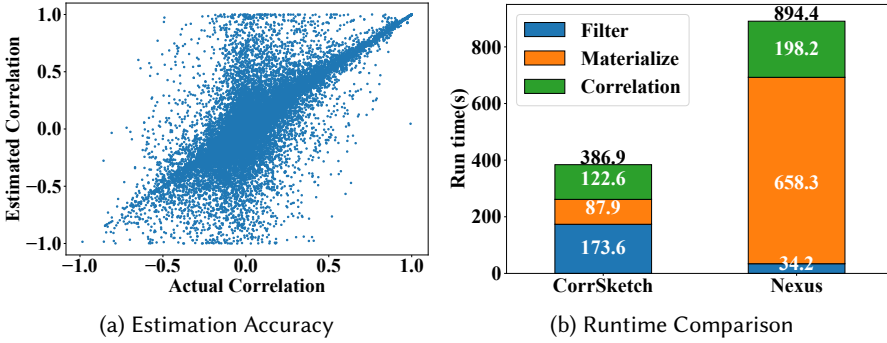 Estimated Correlation
1.0
0.5
0.0
−0.5
−1.0
−1.0 −0.5 0.0 0.5 1.0
Actual Correlation
(a) Estimation Accuracy
Run time(s)
800
600
400
200
0
Filter
Materialize
Correlation
386.9
122.6
87.9
173.6
894.4
198.2
658.3
34.2
CorrSketch Nexus
(b) Runtime Comparison